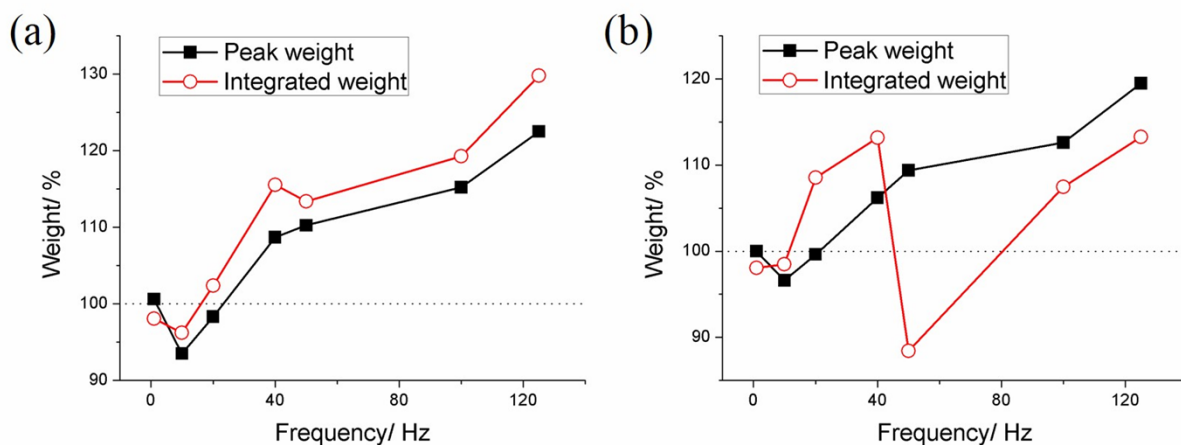 (a)
Peak weight
Integrated weight
130
120
110
100
90
Weight/ %
0
40
80
120
Frequency/ Hz
(b)
Peak weight
Integrated weight
120
110
100
90
Weight/ %
0
40
80
120
Frequency/ Hz